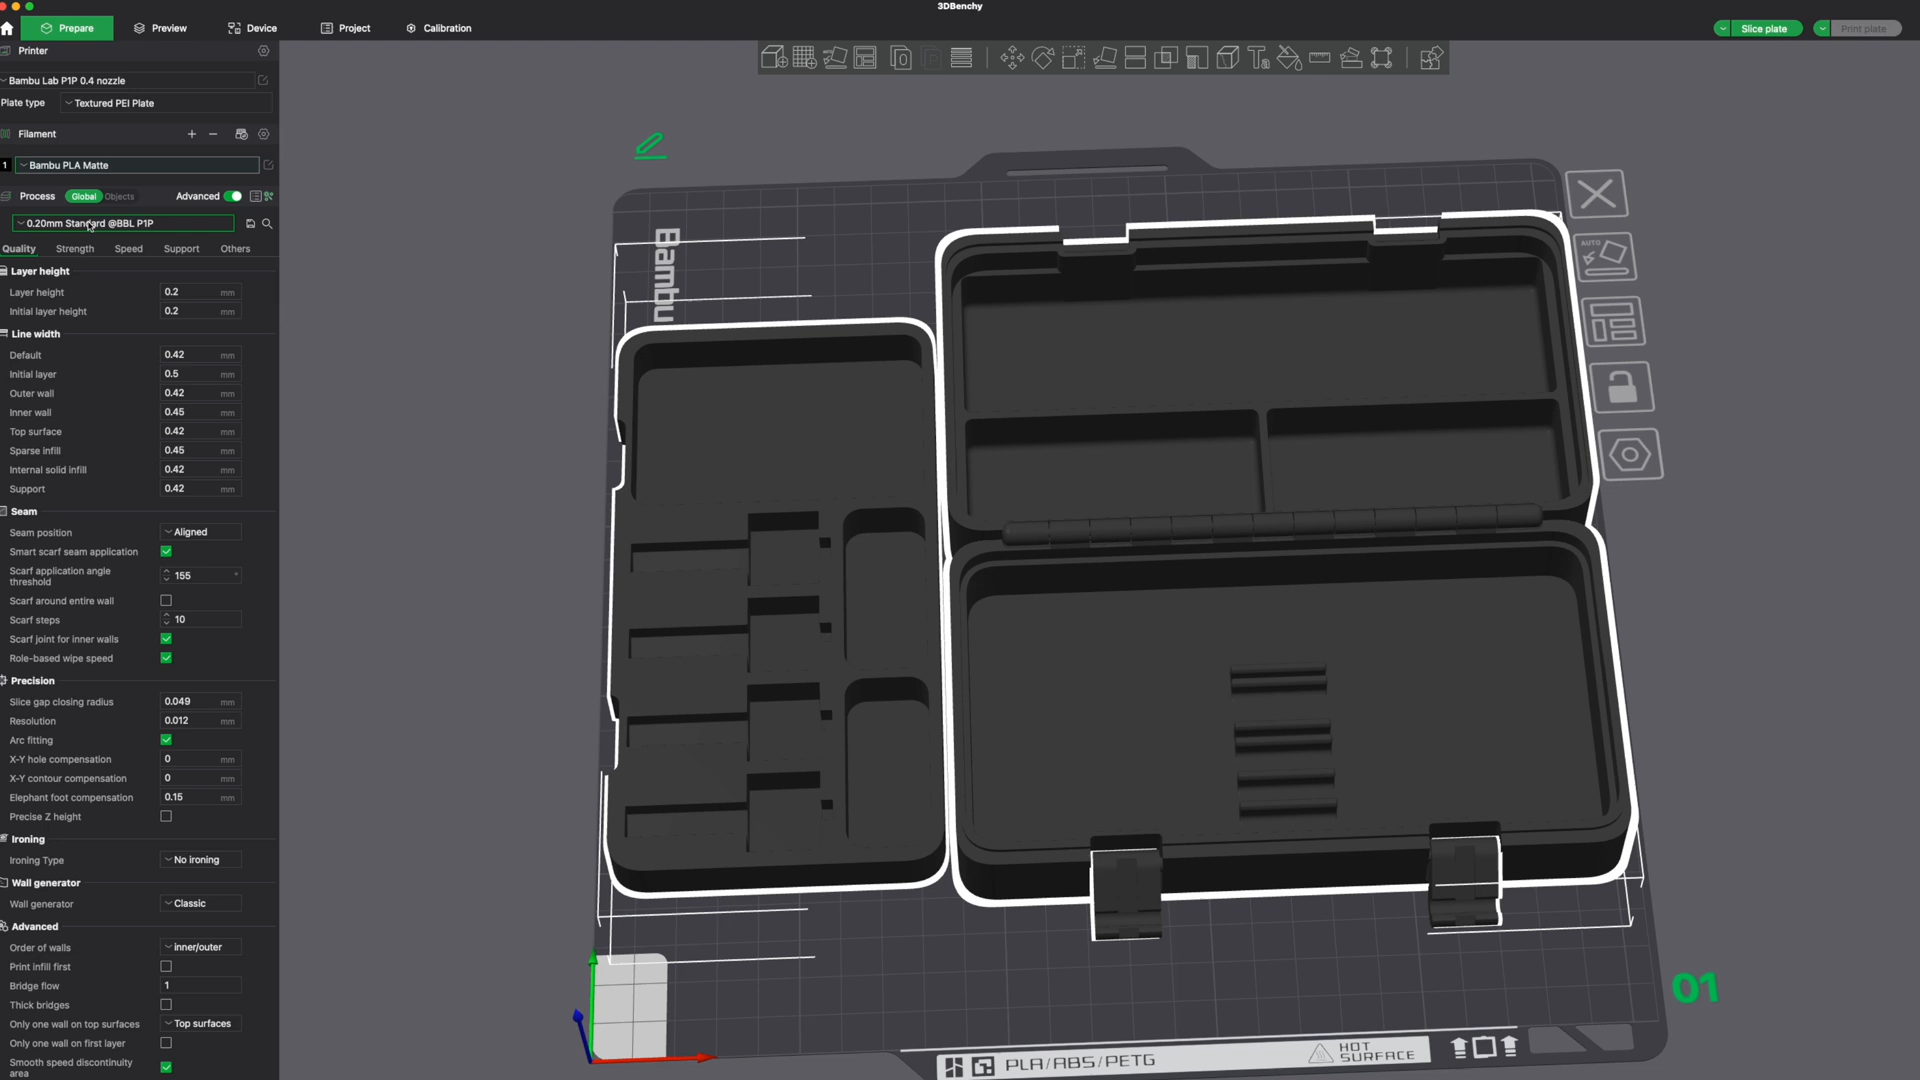 3DBenchy
Prepare
Preview
Device
Project
Calibration
Slice plate
Print plate
Printer
Bambu Lab P1P 0.4 nozzle
Plate type
Textured PEI Plate
Filament
1
Bambu PLA Matte
Process
Global
Objects
Advanced
0.20mm Standard @BBL P1P
Quality
Strength
Speed
Support
Others
Layer height
Layer height 0.2 mm
Initial layer height 0.2 mm
Line width
Default 0.42 mm
Initial layer 0.5 mm
Outer wall 0.42 mm
Inner wall 0.45 mm
Top surface 0.42 mm
Sparse infill 0.45 mm
Internal solid infill 0.42 mm
Support 0.42 mm
Seam
Seam position Aligned
Smart scarf seam application
Scarf application angle
threshold
155 °
Scarf around entire wall
Scarf steps 10
Scarf joint for inner walls
Role-based wipe speed
Precision
Slice gap closing radius 0.049 mm
Resolution 0.012 mm
Arc fitting
X-Y hole compensation 0 mm
X-Y contour compensation 0 mm
Elephant foot compensation 0.15 mm
Precise Z height
Ironing
Ironing Type No ironing
Wall generator
Wall generator Classic
Advanced
Order of walls inner/outer
Print infill first
Bridge flow 1
Thick bridges
Only one wall on top surfaces Top surfaces
Only one wall on first layer
Smooth speed discontinuity
area
Bambu
AUTO
01
PLA/ABS/PETG
HOT
SURFACE